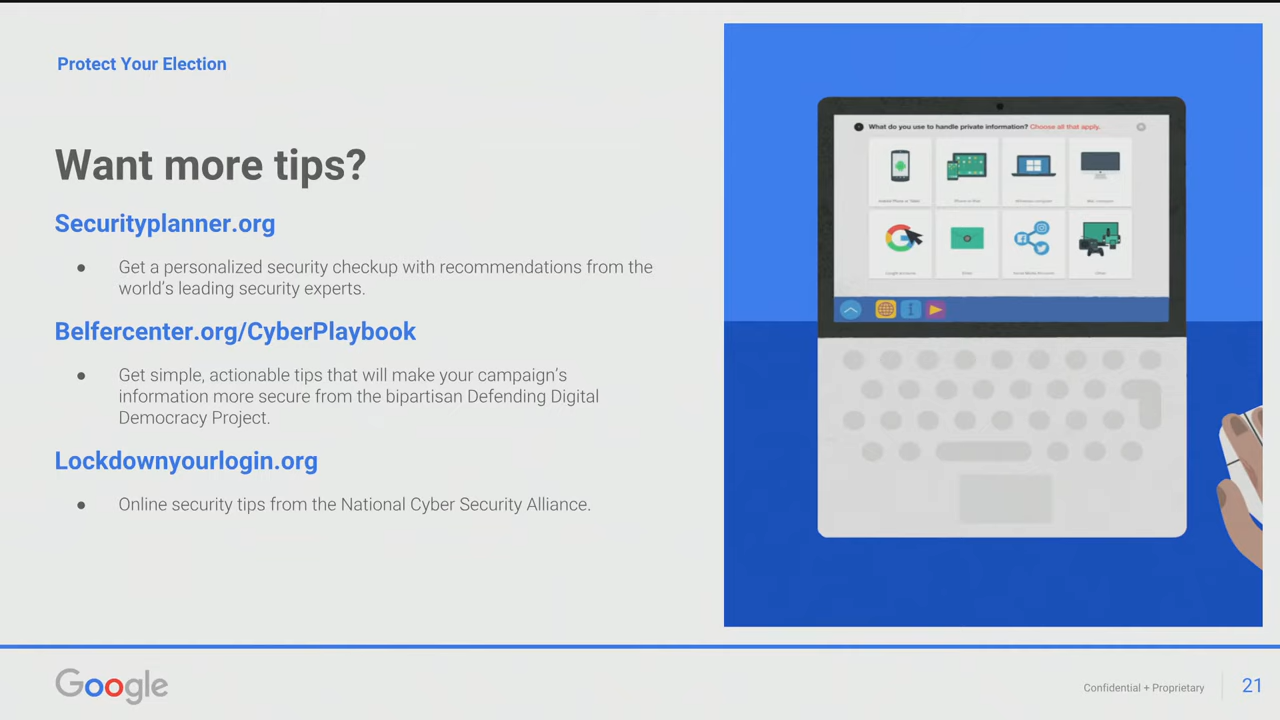 Protect Your Election
Want more tips?
Securityplanner.org
● Get a personalized security checkup with recommendations from the
world's leading security experts.
Belfercenter.org/CyberPlaybook
● Get simple, actionable tips that will make your campaign's
information more secure from the bipartisan Defending Digital
Democracy Project.
Lockdownyourlogin.org
● Online security tips from the National Cyber Security Alliance.
What do you use to handle private information? Choose all that apply.
Google
Confidential + Proprietary
21